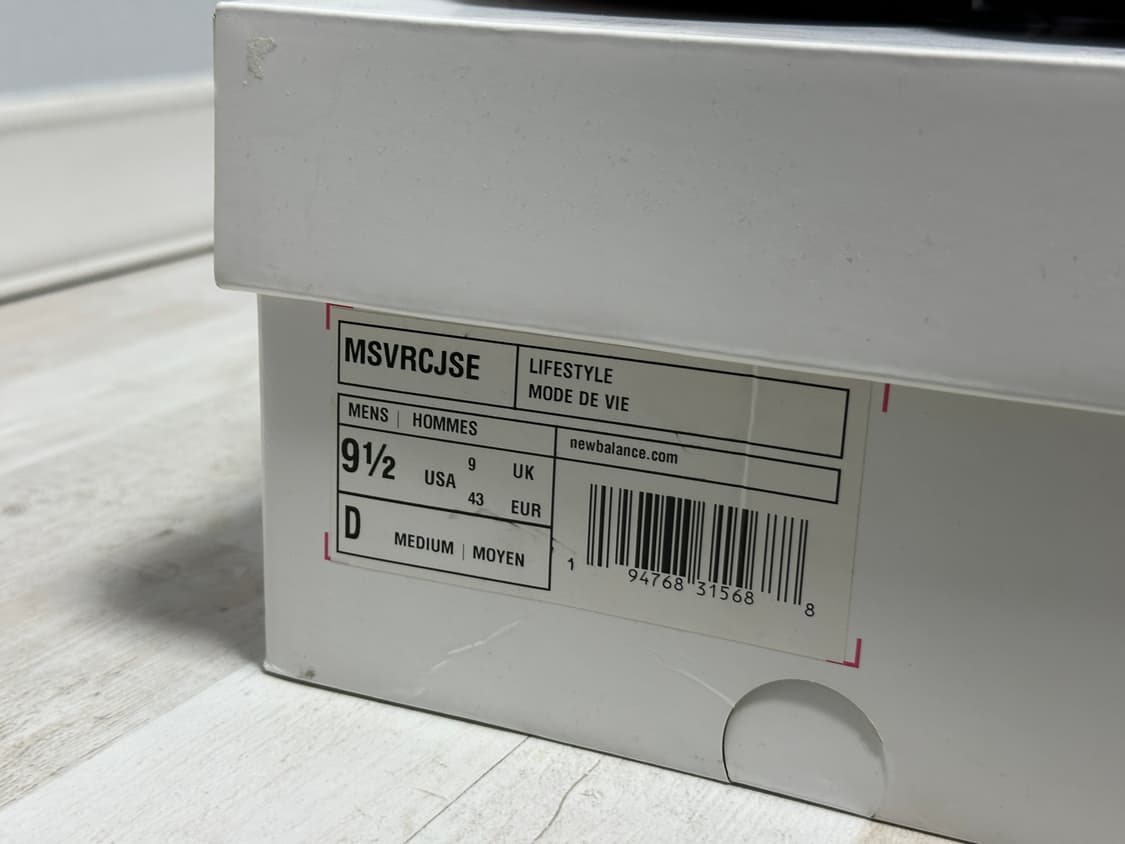 MSVRCJSE
LIFESTYLE
MODE DE VIE
MENS | HOMMES
9½ USA 9 UK
43 EUR
D MEDIUM | MOYEN
newbalance.com
1 94768 31568 8